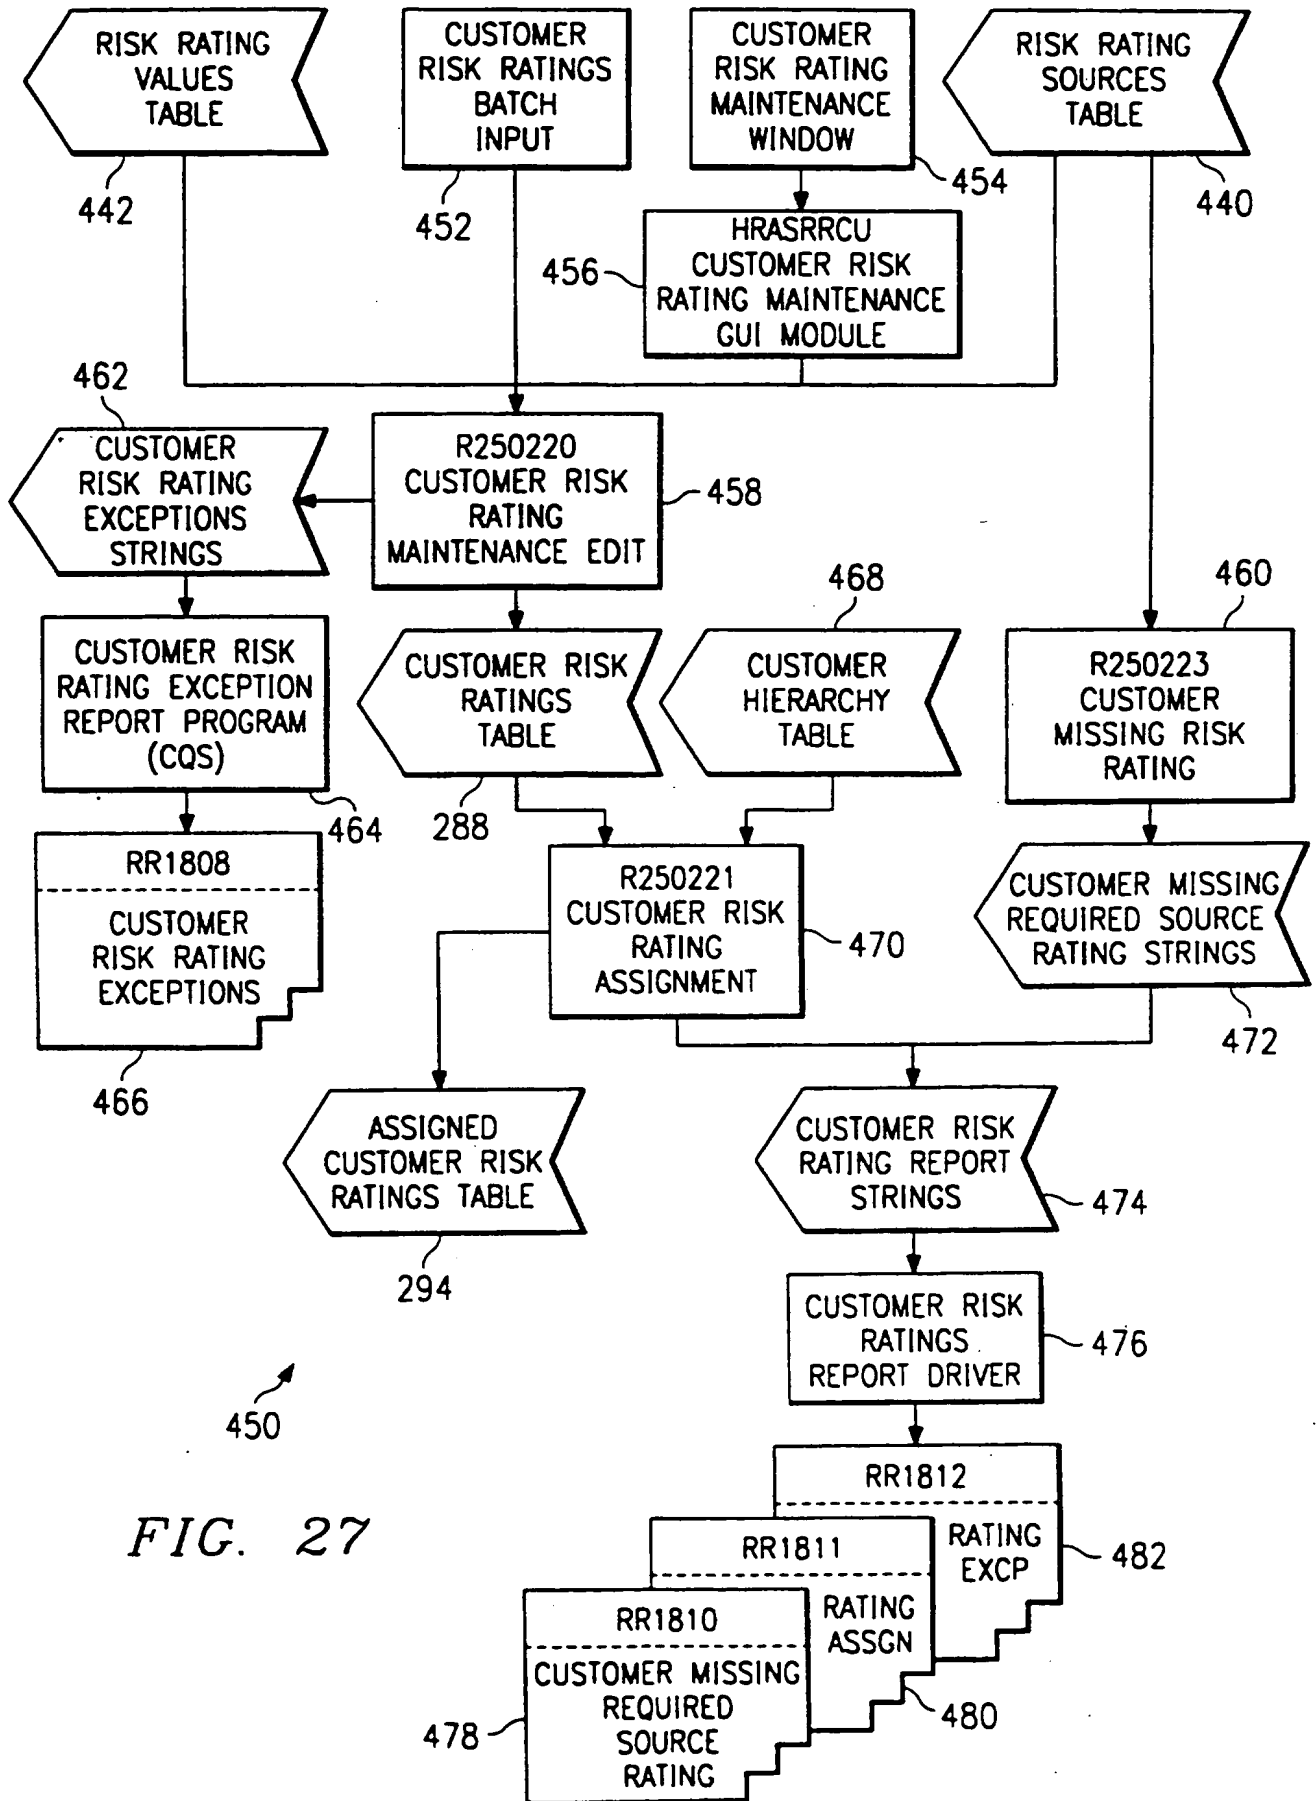 RISK RATING
VALUES
TABLE
442
CUSTOMER
RISK RATINGS
BATCH
INPUT
452
CUSTOMER
RISK RATING
MAINTENANCE
WINDOW
454
RISK RATING
SOURCES
TABLE
440
HRASRRCU
CUSTOMER RISK
RATING MAINTENANCE
GUI MODULE
456
462
CUSTOMER
RISK RATING
EXCEPTIONS
STRINGS
R250220
CUSTOMER RISK
RATING
MAINTENANCE EDIT
458
CUSTOMER RISK
RATING EXCEPTION
REPORT PROGRAM
(CQS)
464
CUSTOMER RISK
RATINGS
TABLE
288
468
CUSTOMER
HIERARCHY
TABLE
460
R250223
CUSTOMER
MISSING RISK
RATING
RR1808
CUSTOMER
RISK RATING
EXCEPTIONS
466
R250221
CUSTOMER RISK
RATING
ASSIGNMENT
470
CUSTOMER MISSING
REQUIRED SOURCE
RATING STRINGS
472
ASSIGNED
CUSTOMER RISK
RATINGS TABLE
294
CUSTOMER RISK
RATING REPORT
STRINGS
474
CUSTOMER RISK
RATINGS
REPORT DRIVER
476
450
FIG. 27
RR1812
RATING
EXCP
482
RR1811
RATING
ASSGN
480
RR1810
CUSTOMER MISSING
REQUIRED
SOURCE
RATING
478